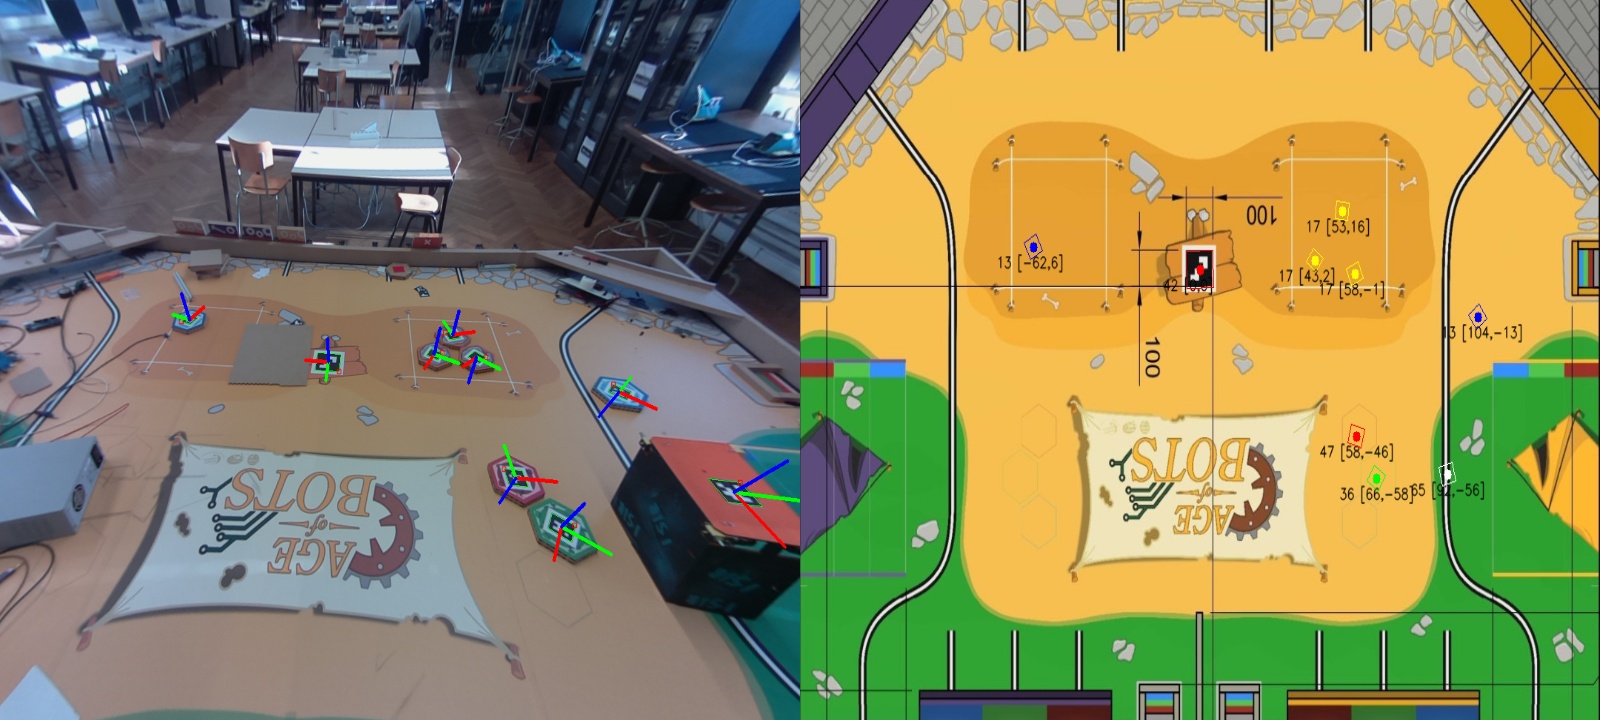 BOTS
of
AGE
100
100
17 [53,16]
13 [-62,6]
17 [43,2]
17 [58,-1]
13 [104,-13]
BOTS
of
AGE
47 [58,-46]
36 [66,-58]
65 [92,-56]